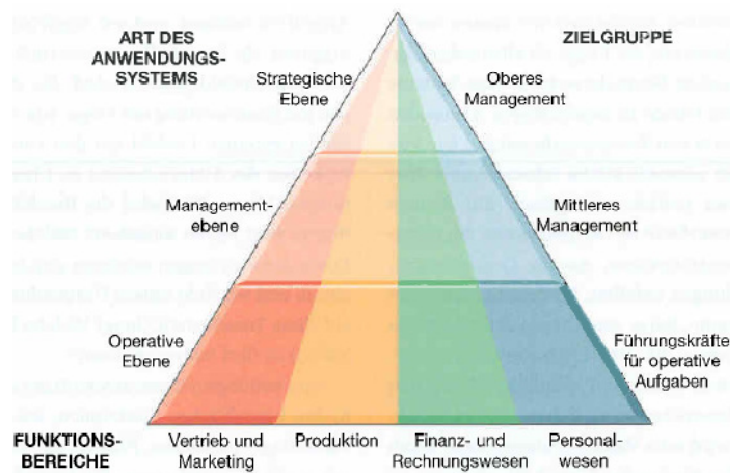 ART DES
ANWENDUNGS-
SYSTEMS
ZIELGRUPPE
Strategische
Ebene
Oberes
Management
Management-
ebene
Mittleres
Management
Operative
Ebene
Führungskräfte
für operative
Aufgaben
FUNKTIONS-
BEREICHE
Vertrieb und
Marketing
Produktion
Finanz- und
Rechnungswesen
Personal-
wesen